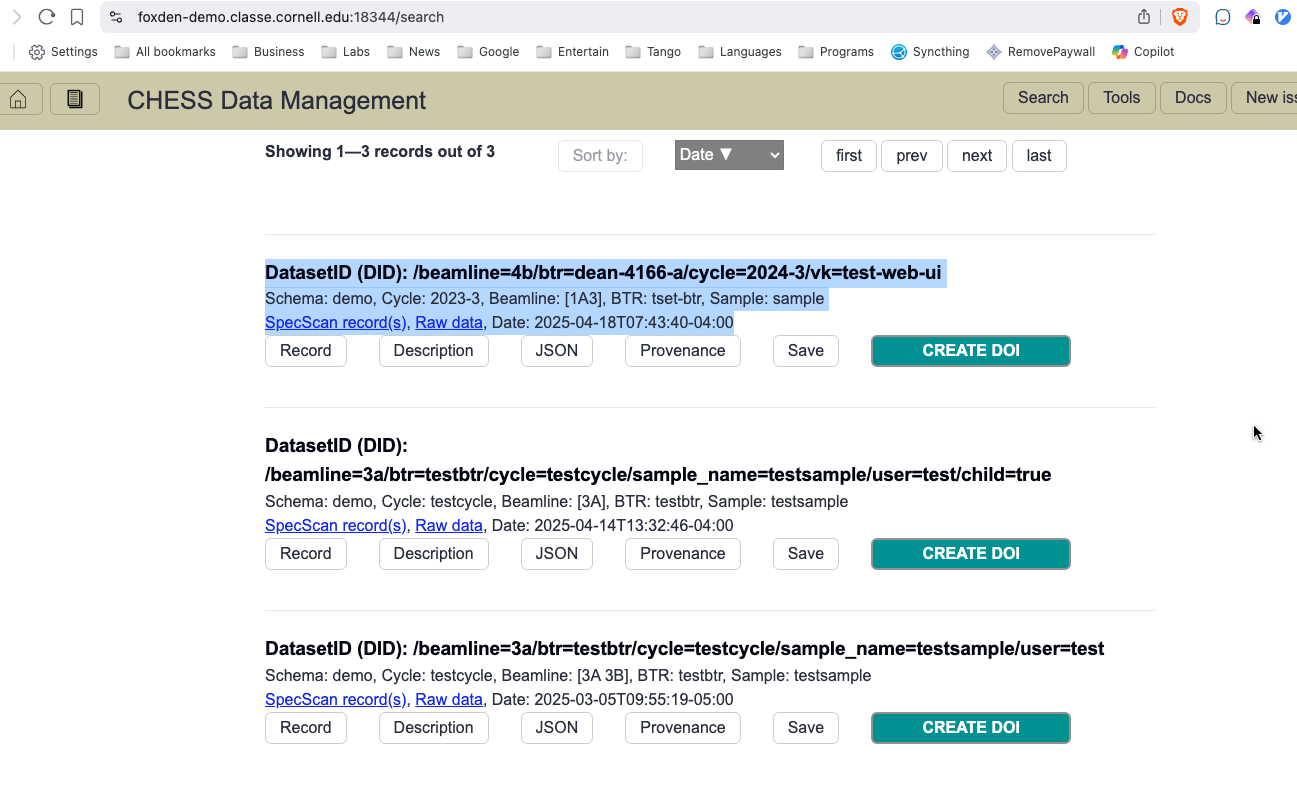 foxden-demo.classe.cornell.edu:18344/search
Settings All bookmarks Business Labs News Google Entertain Tango Languages Programs Syncthing RemovePaywall Copilot
CHESS Data Management Search Tools Docs New iss
Showing 1—3 records out of 3 Sort by: Date ▼ first prev next last
DatasetID (DID): /beamline=4b/btr=dean-4166-a/cycle=2024-3/vk=test-web-ui
Schema: demo, Cycle: 2023-3, Beamline: [1A3], BTR: tset-btr, Sample: sample
SpecScan record(s), Raw data, Date: 2025-04-18T07:43:40-04:00
Record Description JSON Provenance Save CREATE DOI
DatasetID (DID):
/beamline=3a/btr=testbtr/cycle=testcycle/sample_name=testsample/user=test/child=true
Schema: demo, Cycle: testcycle, Beamline: [3A], BTR: testbtr, Sample: testsample
SpecScan record(s), Raw data, Date: 2025-04-14T13:32:46-04:00
Record Description JSON Provenance Save CREATE DOI
DatasetID (DID): /beamline=3a/btr=testbtr/cycle=testcycle/sample_name=testsample/user=test
Schema: demo, Cycle: testcycle, Beamline: [3A 3B], BTR: testbtr, Sample: testsample
SpecScan record(s), Raw data, Date: 2025-03-05T09:55:19-05:00
Record Description JSON Provenance Save CREATE DOI